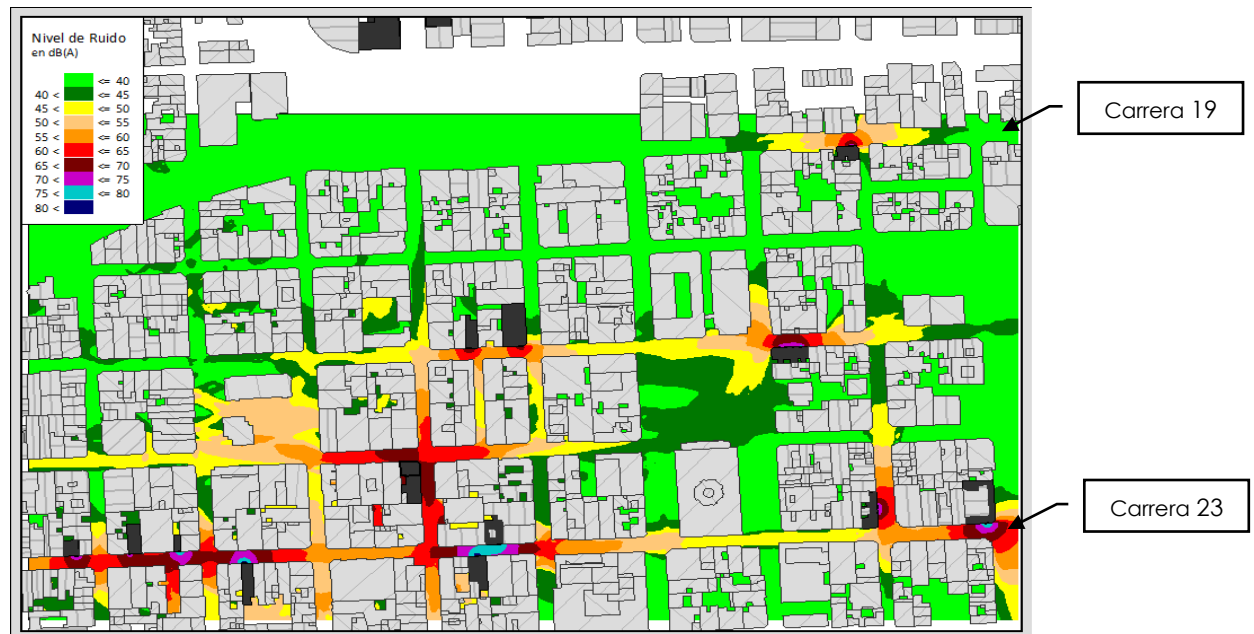 Nivel de Ruido
en dB(A)
<= 40
40 < <= 45
45 < <= 50
50 < <= 55
55 < <= 60
60 < <= 65
65 < <= 70
70 < <= 75
75 < <= 80
80 <
Carrera 19
Carrera 23